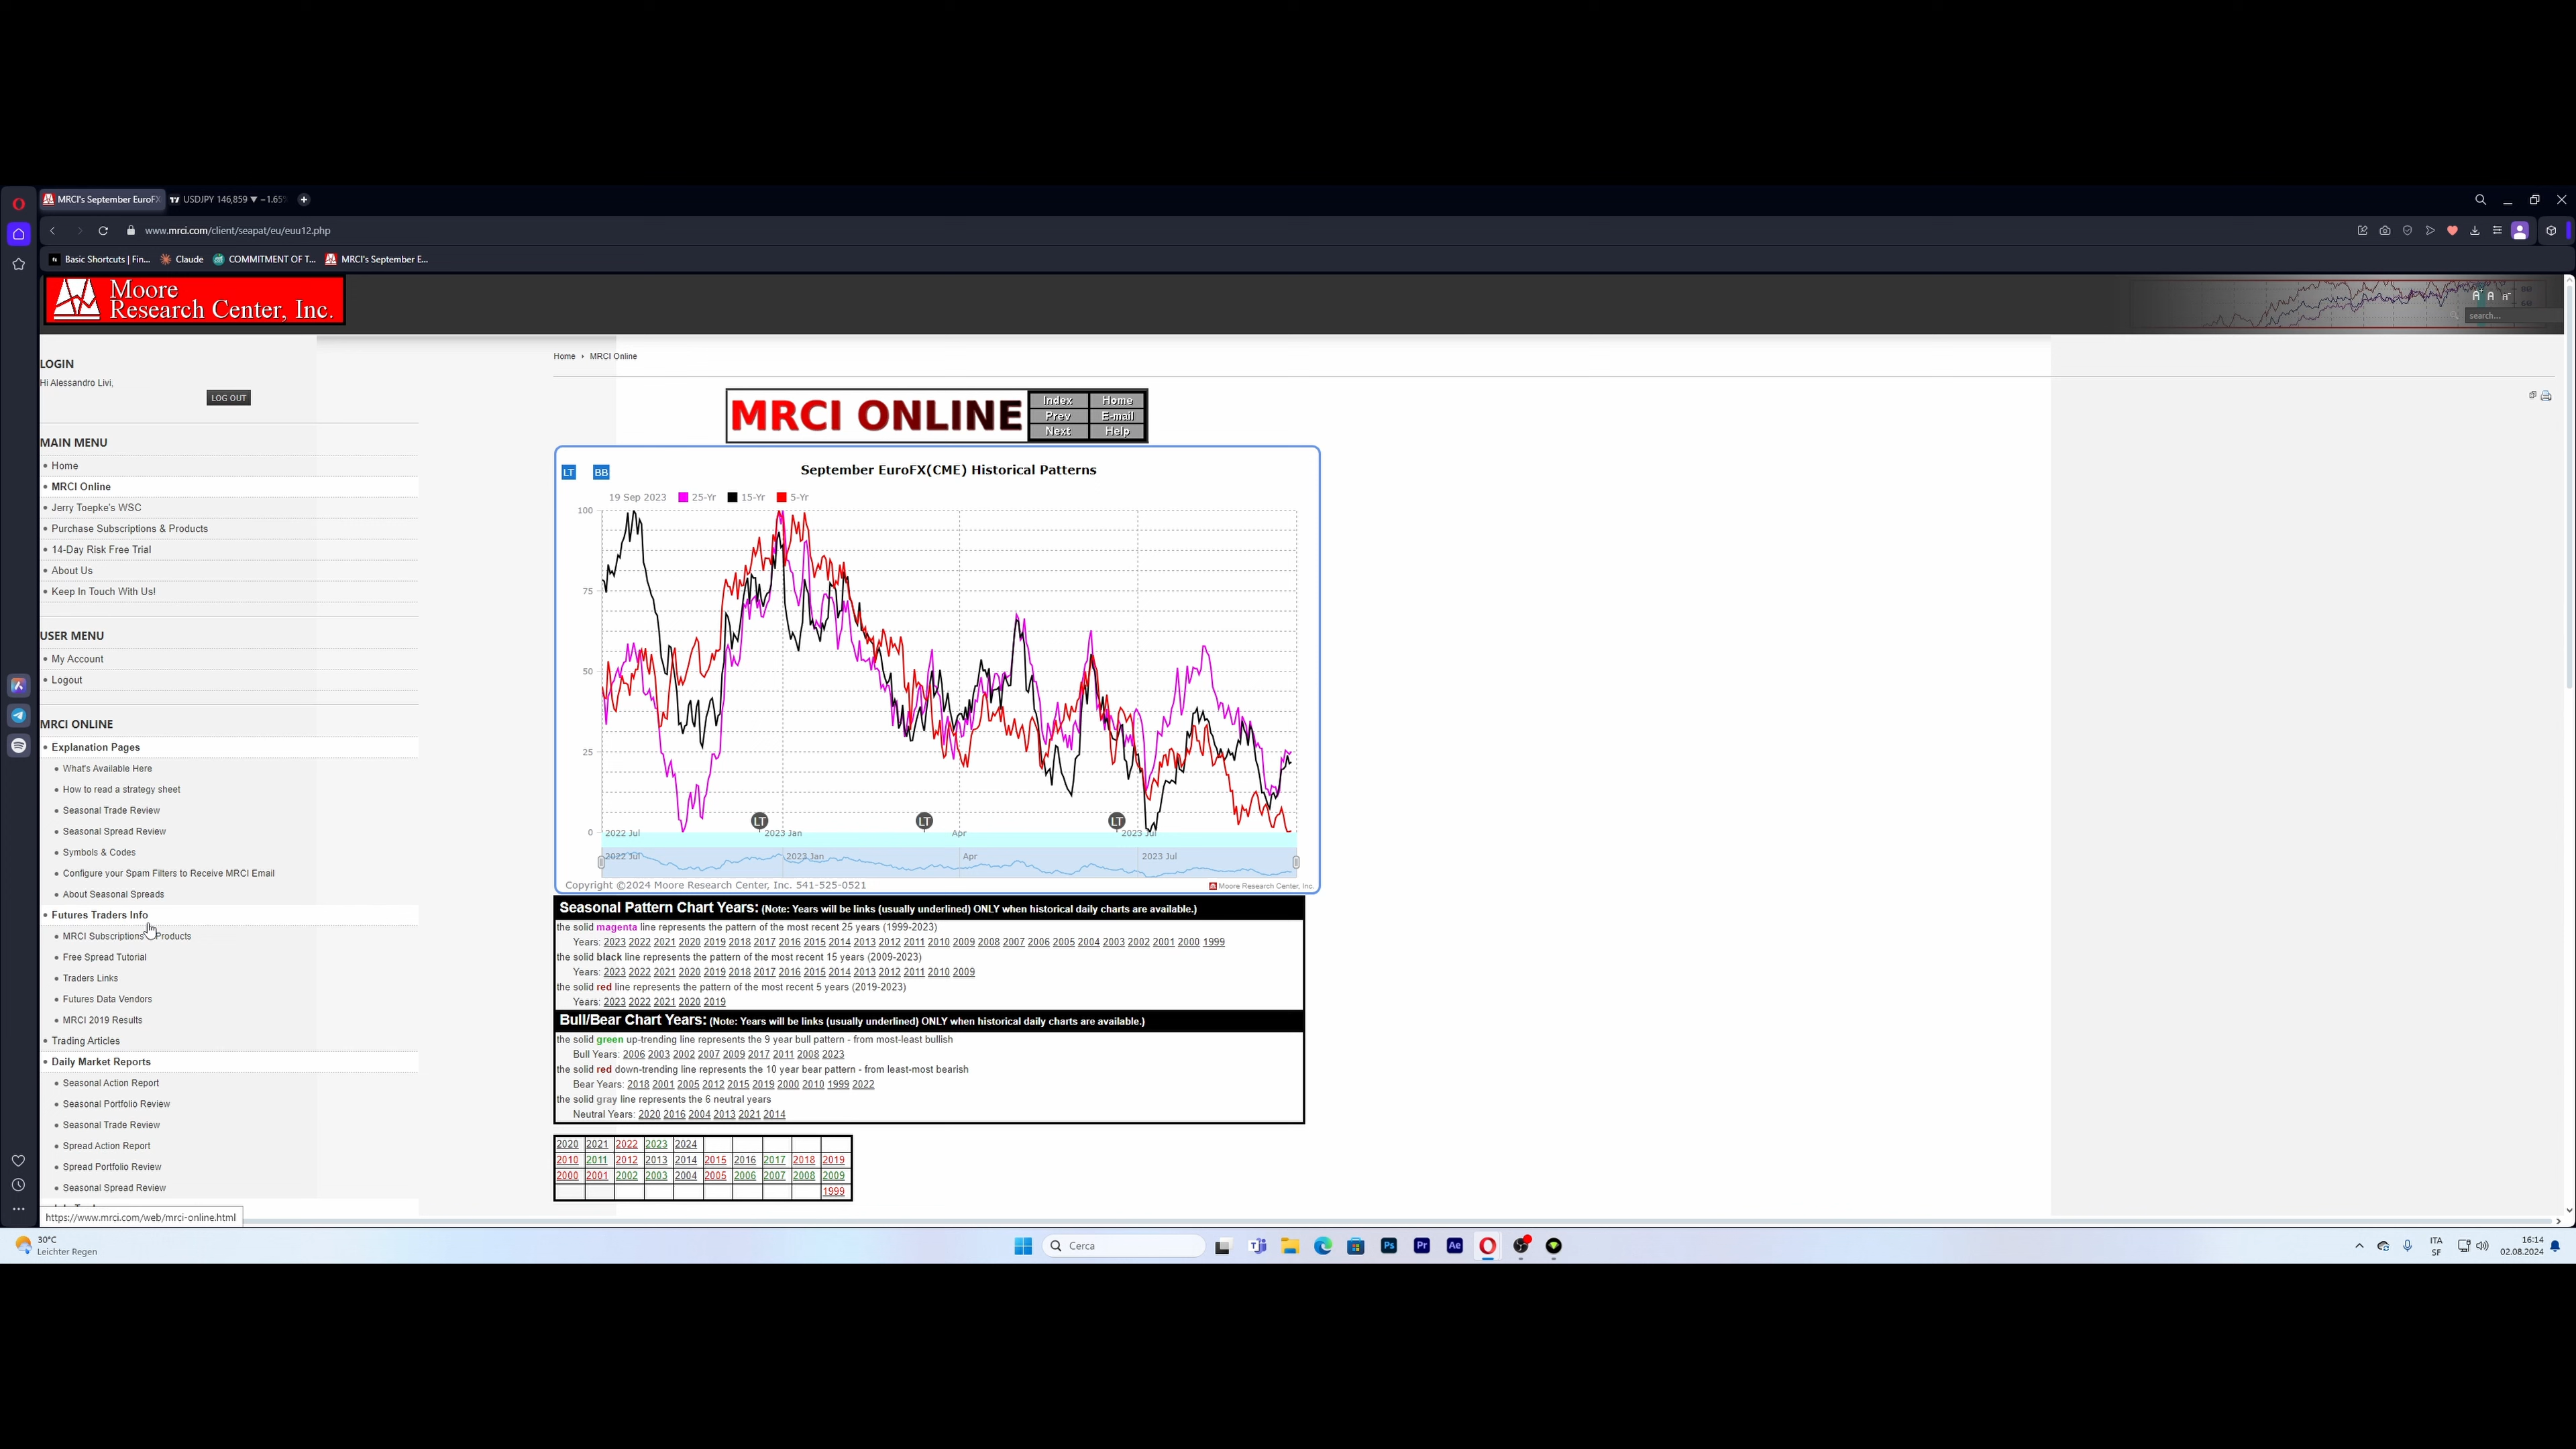 MRCI's September EuroFX
USDJPY 146,859 ▼ −1.65%
www.mrci.com/client/seapat/eu/euu12.php
Basic Shortcuts | Fin...
Claude
COMMITMENT OF T...
MRCI's September E...
Moore
Research Center, Inc.
A+ A A-
search...
LOGIN
Hi Alessandro Livi,
LOG OUT
MAIN MENU
Home
MRCI Online
Jerry Toepke's WSC
Purchase Subscriptions & Products
14-Day Risk Free Trial
About Us
Keep In Touch With Us!
USER MENU
My Account
Logout
MRCI ONLINE
Explanation Pages
What's Available Here
How to read a strategy sheet
Seasonal Trade Review
Seasonal Spread Review
Symbols & Codes
Configure your Spam Filters to Receive MRCI Email
About Seasonal Spreads
Futures Traders Info
MRCI Subscriptions Products
Free Spread Tutorial
Traders Links
Futures Data Vendors
MRCI 2019 Results
Trading Articles
Daily Market Reports
Seasonal Action Report
Seasonal Portfolio Review
Seasonal Trade Review
Spread Action Report
Spread Portfolio Review
Seasonal Spread Review
https://www.mrci.com/web/mrci-online.html
Home MRCI Online
MRCI ONLINE
Index Home
Prev E-mail
Next Help
LT BB
September EuroFX(CME) Historical Patterns
19 Sep 2023 25-Yr 15-Yr 5-Yr
100
75
50
25
0
LT LT LT
2022 Jul 2023 Jan Apr 2023 Jul
2022 Jul 2023 Jan Apr 2023 Jul
Copyright ©2024 Moore Research Center, Inc. 541-525-0521
Moore Research Center, Inc.
Seasonal Pattern Chart Years: (Note: Years will be links (usually underlined) ONLY when historical daily charts are available.)
the solid magenta line represents the pattern of the most recent 25 years (1999-2023)
Years: 2023 2022 2021 2020 2019 2018 2017 2016 2015 2014 2013 2012 2011 2010 2009 2008 2007 2006 2005 2004 2003 2002 2001 2000 1999
the solid black line represents the pattern of the most recent 15 years (2009-2023)
Years: 2023 2022 2021 2020 2019 2018 2017 2016 2015 2014 2013 2012 2011 2010 2009
the solid red line represents the pattern of the most recent 5 years (2019-2023)
Years: 2023 2022 2021 2020 2019
Bull/Bear Chart Years: (Note: Years will be links (usually underlined) ONLY when historical daily charts are available.)
the solid green up-trending line represents the 9 year bull pattern - from most-least bullish
Bull Years: 2006 2003 2002 2007 2009 2017 2011 2008 2023
the solid red down-trending line represents the 10 year bear pattern - from least-most bearish
Bear Years: 2018 2001 2005 2012 2015 2019 2000 2010 1999 2022
the solid gray line represents the 6 neutral years
Neutral Years: 2020 2016 2004 2013 2021 2014
2020 2021 2022 2023 2024
2010 2011 2012 2013 2014 2015 2016 2017 2018 2019
2000 2001 2002 2003 2004 2005 2006 2007 2008 2009
1999
30°C
Leichter Regen
Cerca
Ps
Pr
Ae
ITA
SF
16:14
02.08.2024